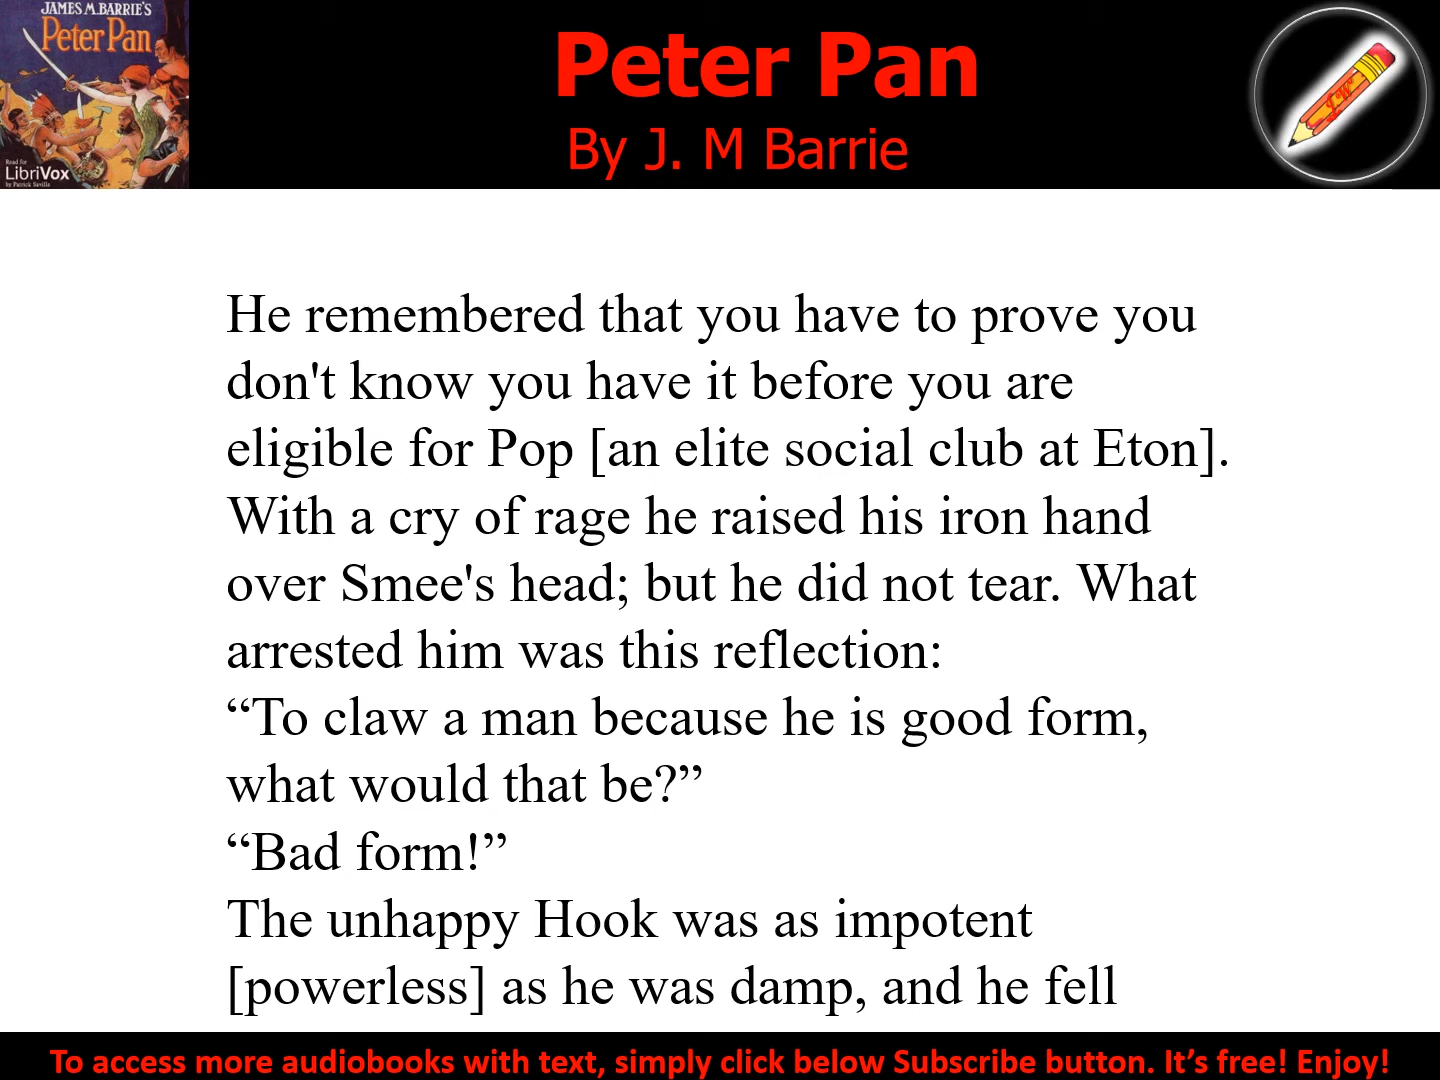 JAMES M. BARRIE'S
Peter Pan
Read for
LibriVox
by Patrick Saville
Peter Pan
By J. M Barrie
He remembered that you have to prove you
don't know you have it before you are
eligible for Pop [an elite social club at Eton].
With a cry of rage he raised his iron hand
over Smee's head; but he did not tear. What
arrested him was this reflection:
“To claw a man because he is good form,
what would that be?”
“Bad form!”
The unhappy Hook was as impotent
[powerless] as he was damp, and he fell
To access more audiobooks with text, simply click below Subscribe button. It’s free! Enjoy!